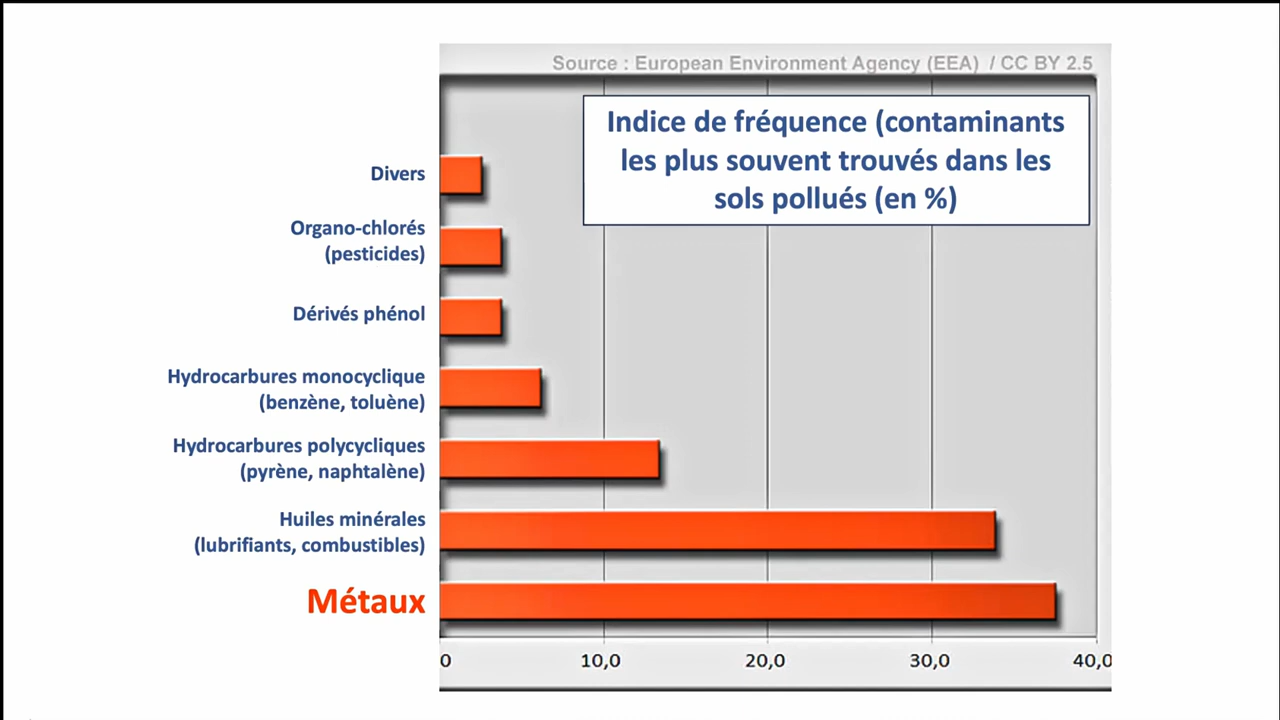 Source : European Environment Agency (EEA) / CC BY 2.5
Indice de fréquence (contaminants
les plus souvent trouvés dans les
sols pollués (en %)
Divers
Organo-chlorés
(pesticides)
Dérivés phénol
Hydrocarbures monocyclique
(benzène, toluène)
Hydrocarbures polycycliques
(pyrène, naphtalène)
Huiles minérales
(lubrifiants, combustibles)
Métaux
0 10,0 20,0 30,0 40,0